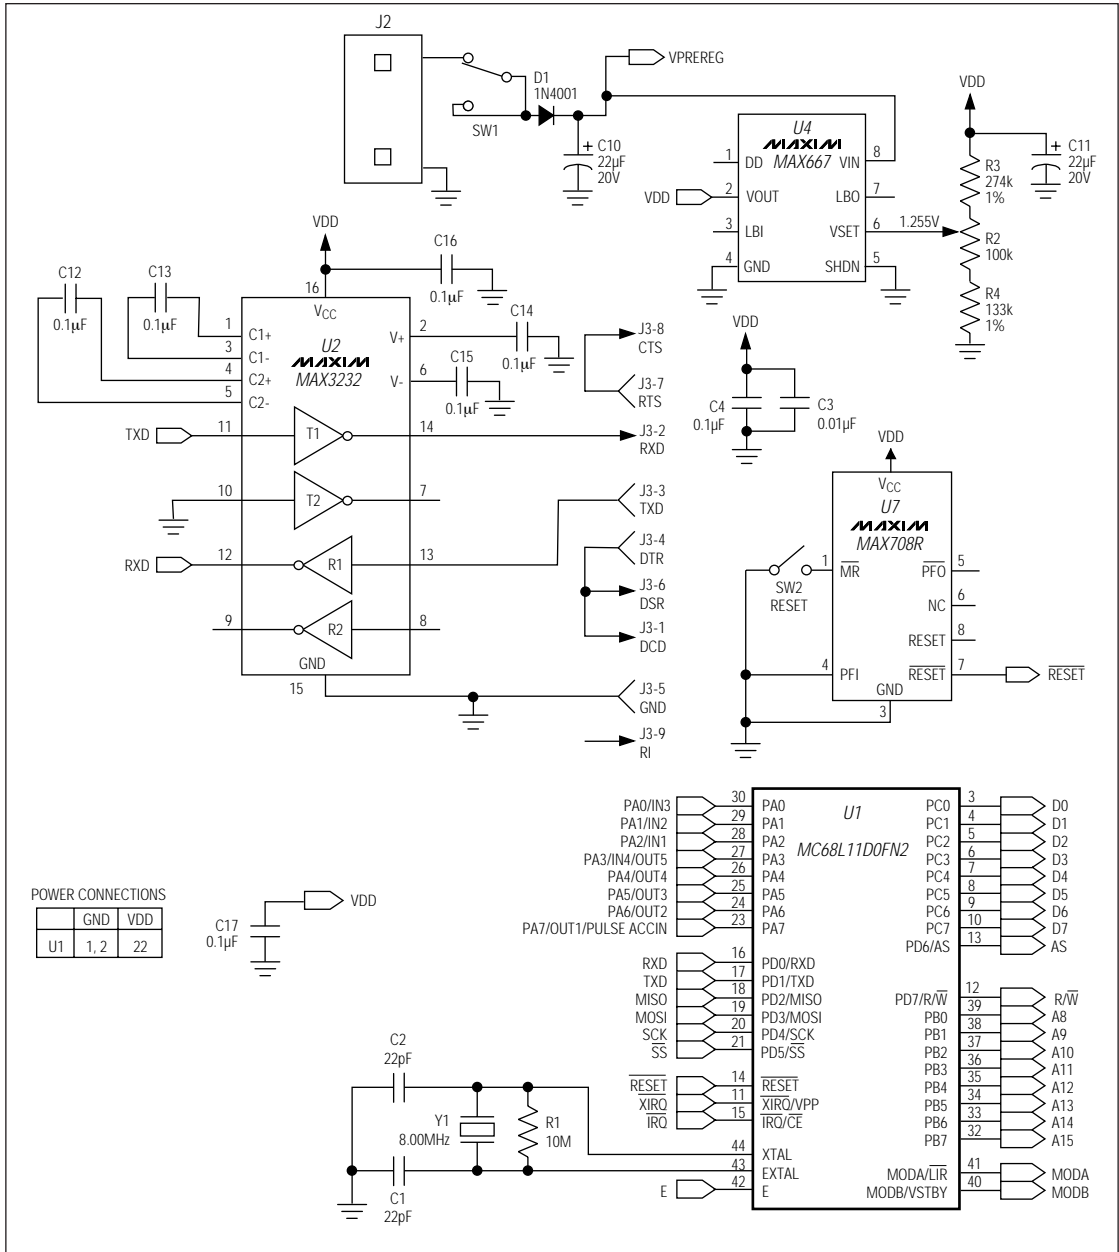 J2
VPREREG
D1
1N4001
SW1
+
C10
22µF
20V
U4
MAXIM
MAX667
1
DD
VIN
8
VDD
2
VOUT
LBO
7
3
LBI
VSET
6
1.255V
4
GND
SHDN
5
VDD
R3
274k
1%
+
C11
22µF
20V
R2
100k
R4
133k
1%
VDD
C16
0.1µF
C12
0.1µF
C13
0.1µF
16
VCC
U2
MAXIM
MAX3232
1
C1+
3
C1-
4
C2+
5
C2-
V+
2
C14
0.1µF
V-
6
C15
0.1µF
TXD
11
T1
14
10
T2
7
RXD
12
R1
13
9
R2
8
GND
15
J3-8
CTS
J3-7
RTS
J3-2
RXD
J3-3
TXD
J3-4
DTR
J3-6
DSR
J3-1
DCD
J3-5
GND
J3-9
RI
VDD
C4
0.1µF
C3
0.01µF
VDD
VCC
U7
MAXIM
MAX708R
SW2
RESET
1
MR
PFO
5
NC
6
RESET
8
4
PFI
RESET
7
RESET
GND
3
POWER CONNECTIONS
GND VDD
U1 1, 2 22
VDD
C17
0.1µF
U1
MC68L11D0FN2
PA0/IN3 30 PA0
PA1/IN2 29 PA1
PA2/IN1 28 PA2
PA3/IN4/OUT5 27 PA3
PA4/OUT4 26 PA4
PA5/OUT3 25 PA5
PA6/OUT2 24 PA6
PA7/OUT1/PULSE ACCIN 23 PA7
RXD 16 PD0/RXD
TXD 17 PD1/TXD
MISO 18 PD2/MISO
MOSI 19 PD3/MOSI
SCK 20 PD4/SCK
SS 21 PD5/SS
RESET 14 RESET
XIRQ 11 XIRQ/VPP
IRQ 15 IRQ/CE
44 XTAL
43 EXTAL
E 42 E
PC0 3 D0
PC1 4 D1
PC2 5 D2
PC3 6 D3
PC4 7 D4
PC5 8 D5
PC6 9 D6
PC7 10 D7
PD6/AS 13 AS
PD7/R/W 12 R/W
PB0 39 A8
PB1 38 A9
PB2 37 A10
PB3 36 A11
PB4 35 A12
PB5 34 A13
PB6 33 A14
PB7 32 A15
MODA/LIR 41 MODA
MODB/VSTBY 40 MODB
C2
22pF
Y1
8.00MHz
R1
10M
C1
22pF